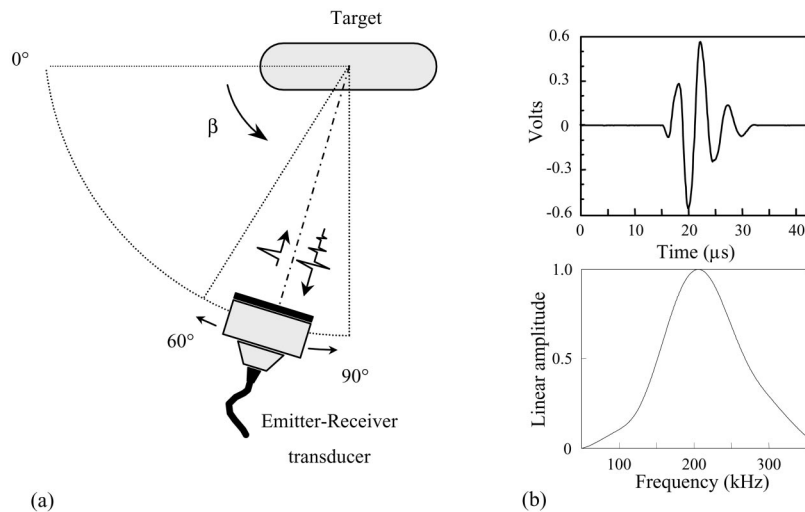 Target
0°
β
60°
90°
Emitter-Receiver
transducer
(a)
0.6
0.3
0
-0.3
-0.6
Volts
0 10 20 30 40
Time (µs)
1.0
0.5
0
Linear amplitude
100 200 300
Frequency (kHz)
(b)